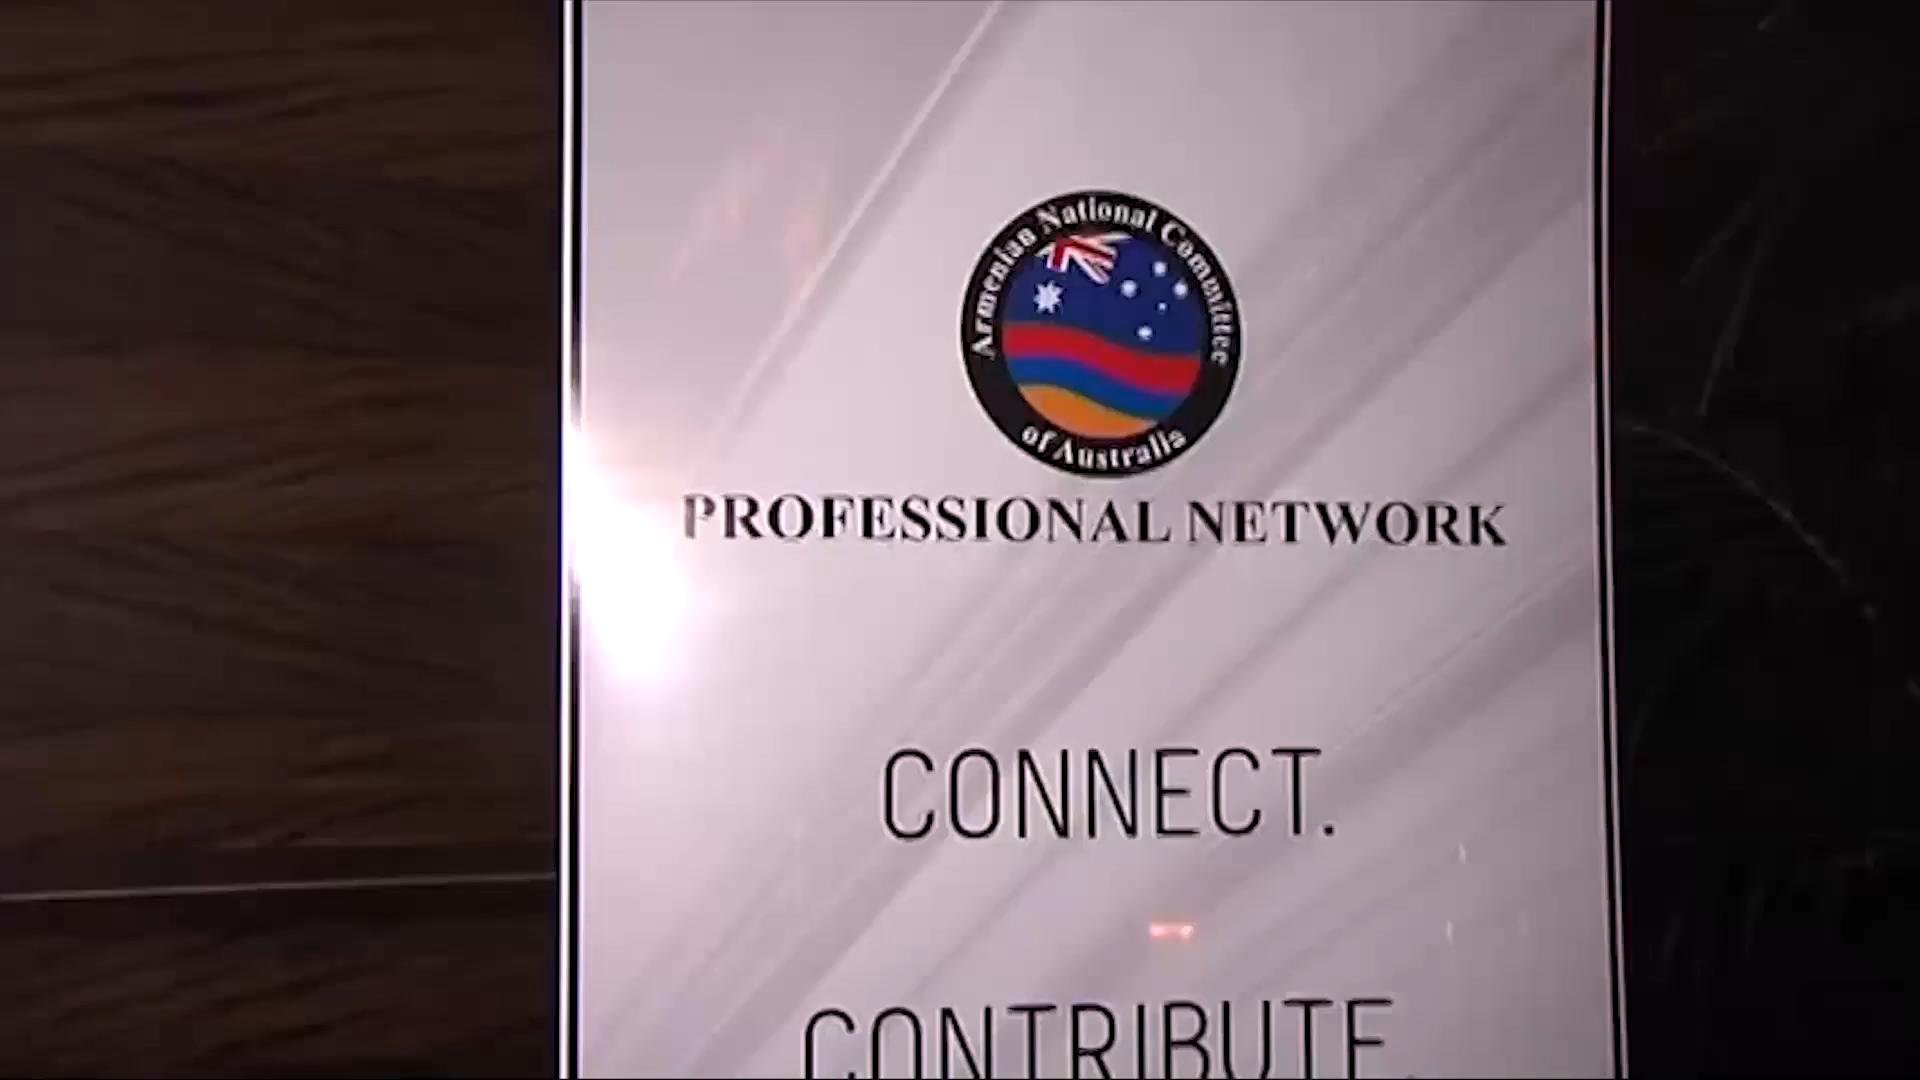 Armenian National Committee
of Australia
PROFESSIONAL NETWORK
CONNECT.
CONTRIBUTE.